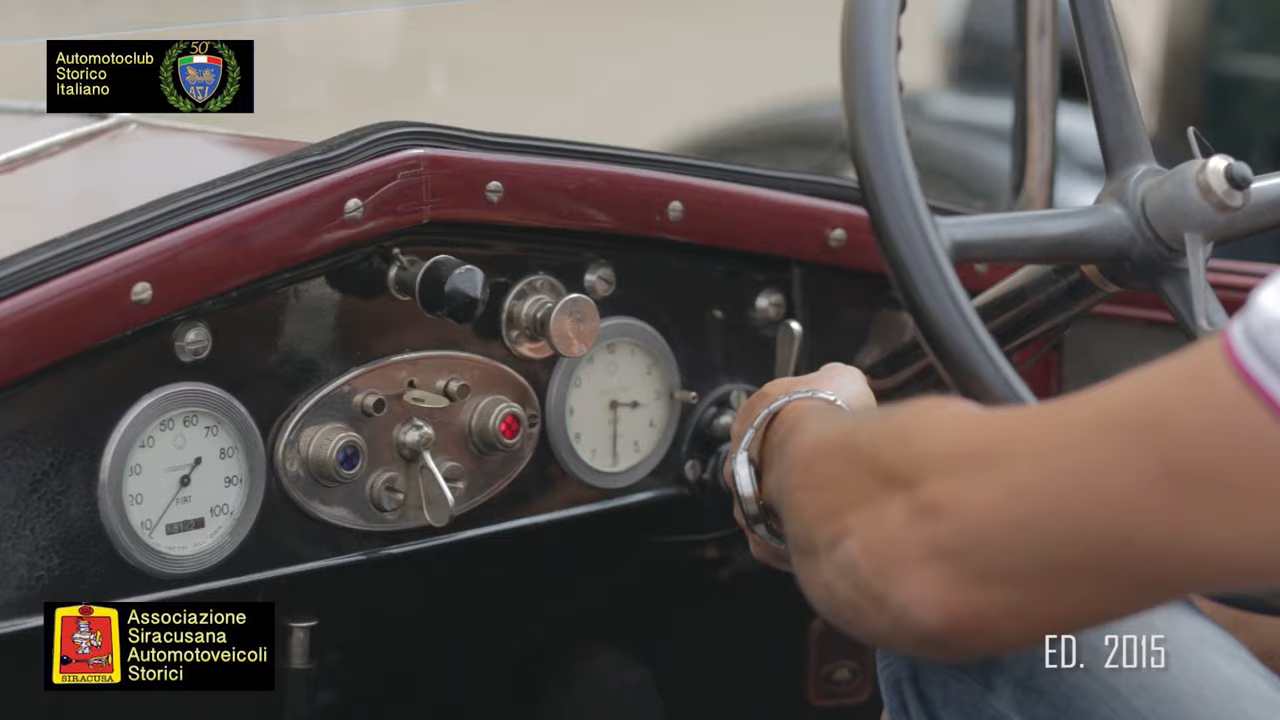 Automotoclub
Storico
Italiano
50°
ASI
40 50 60 70
30 80
20 90
10 100
FIAT
Associazione
Siracusana
Automotoveicoli
Storici
SIRACUSA
ED. 2015